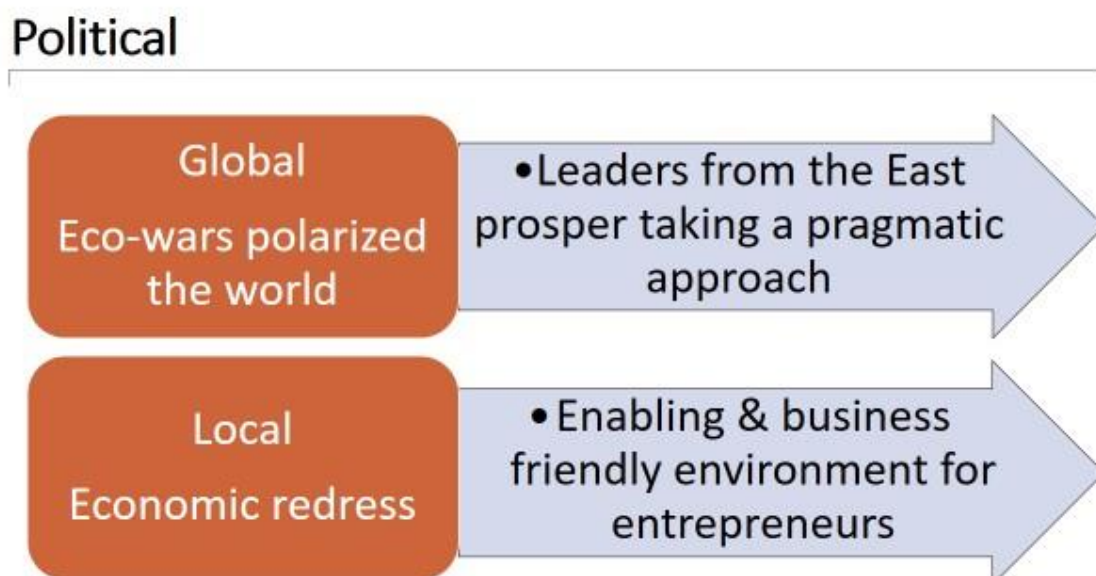 Political
Global
Eco-wars polarized
the world
•Leaders from the East
prosper taking a pragmatic
approach
Local
Economic redress
•Enabling & business
friendly environment for
entrepreneurs